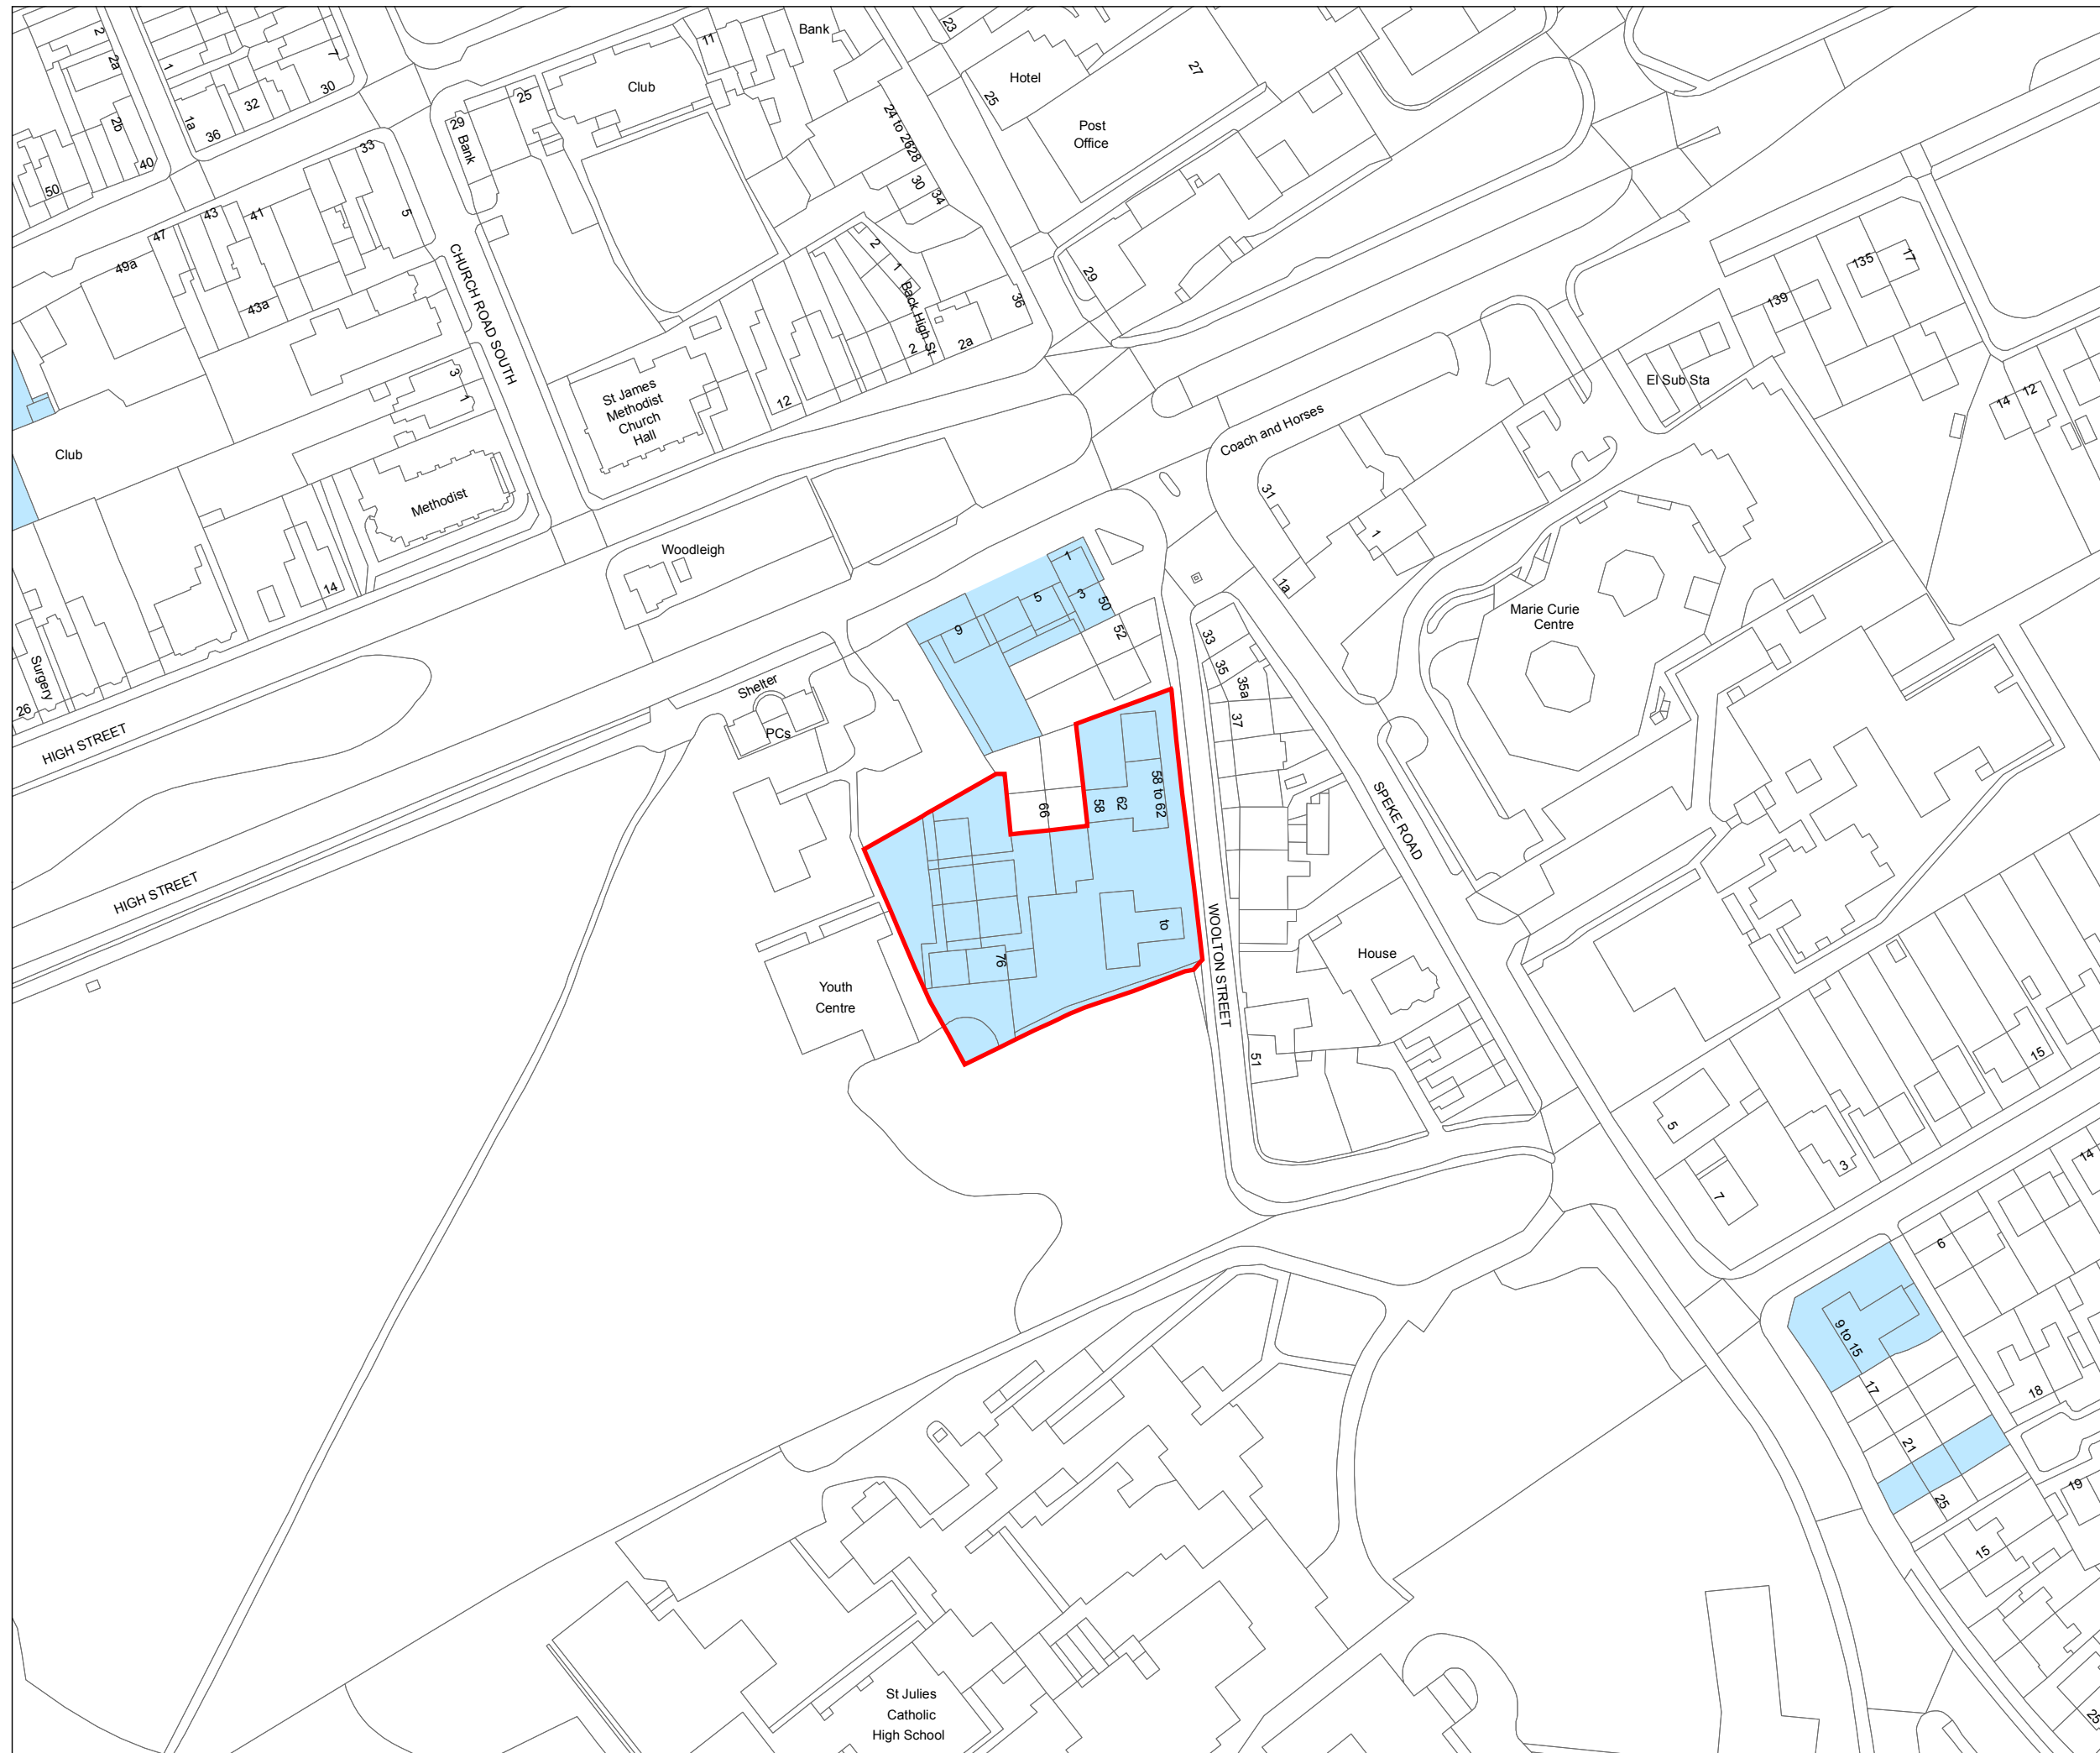 2
2a
2b
1
1a
7
30
32
36
40
50
11
Bank
Club
25
29
Bank
33
5
41
43
47
49a
43a
24 to 26
28
30
34
23
Hotel
25
27
Post
Office
29
2
1
Back High St
36
2a
2
12
CHURCH ROAD SOUTH
St James
Methodist
Church
Hall
3
1
Methodist
Club
14
Surgery
26
HIGH STREET
HIGH STREET
Woodleigh
Shelter
PCs
Coach and Horses
31
1
1a
El Sub Sta
139
135
17
14
12
Marie Curie
Centre
1
3
5
9
50
52
33
35
35a
37
66
58
62
58 to 62
to
76
WOOLTON STREET
SPEKE ROAD
House
51
Youth
Centre
5
7
3
15
14
6
9 to 15
17
18
21
25
19
15
25
St Julies
Catholic
High School